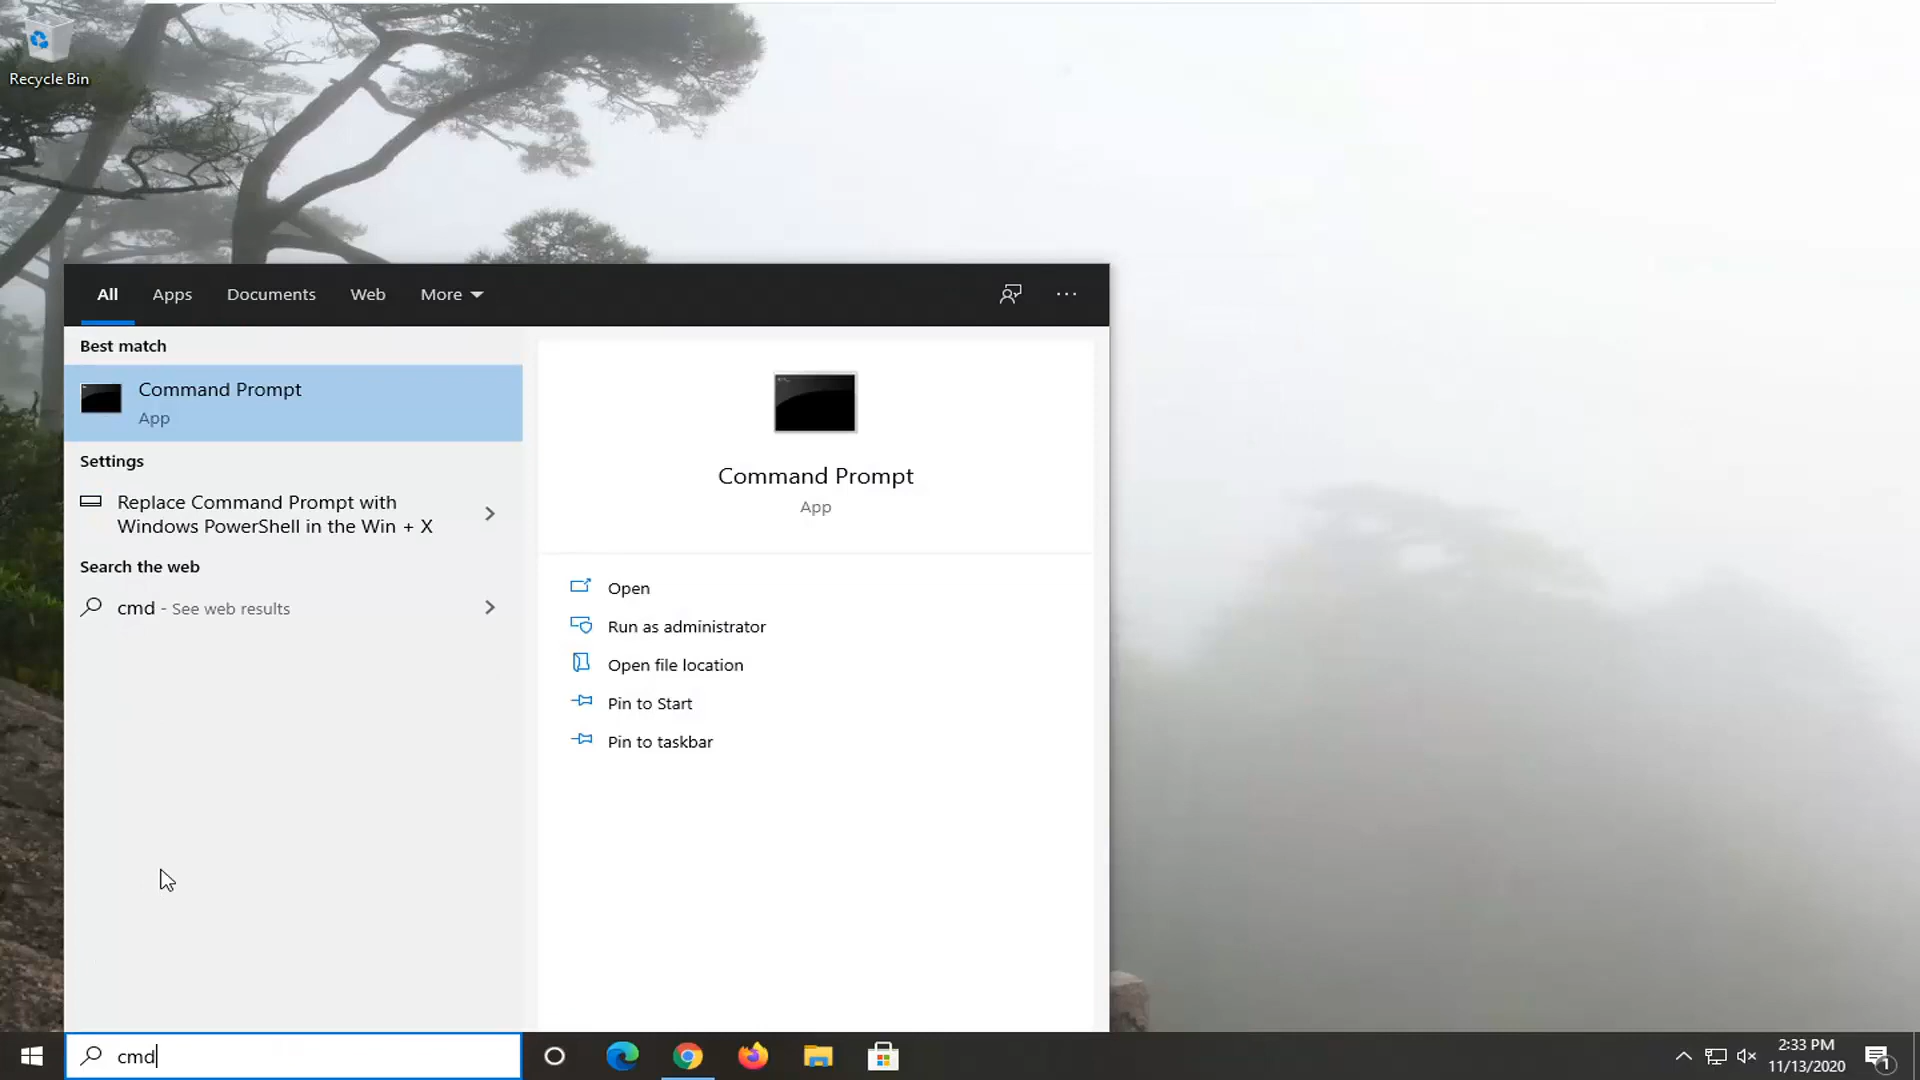 Recycle Bin
All Apps Documents Web More
Best match
Command Prompt
App
Settings
Replace Command Prompt with
Windows PowerShell in the Win + X
Search the web
cmd - See web results
Command Prompt
App
Open
Run as administrator
Open file location
Pin to Start
Pin to taskbar
cmd
2:33 PM
11/13/2020
1